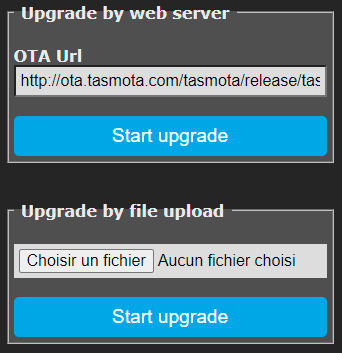 Upgrade by web server
OTA Url
http://ota.tasmota.com/tasmota/release/tas
Start upgrade
Upgrade by file upload
Choisir un fichier Aucun fichier choisi
Start upgrade